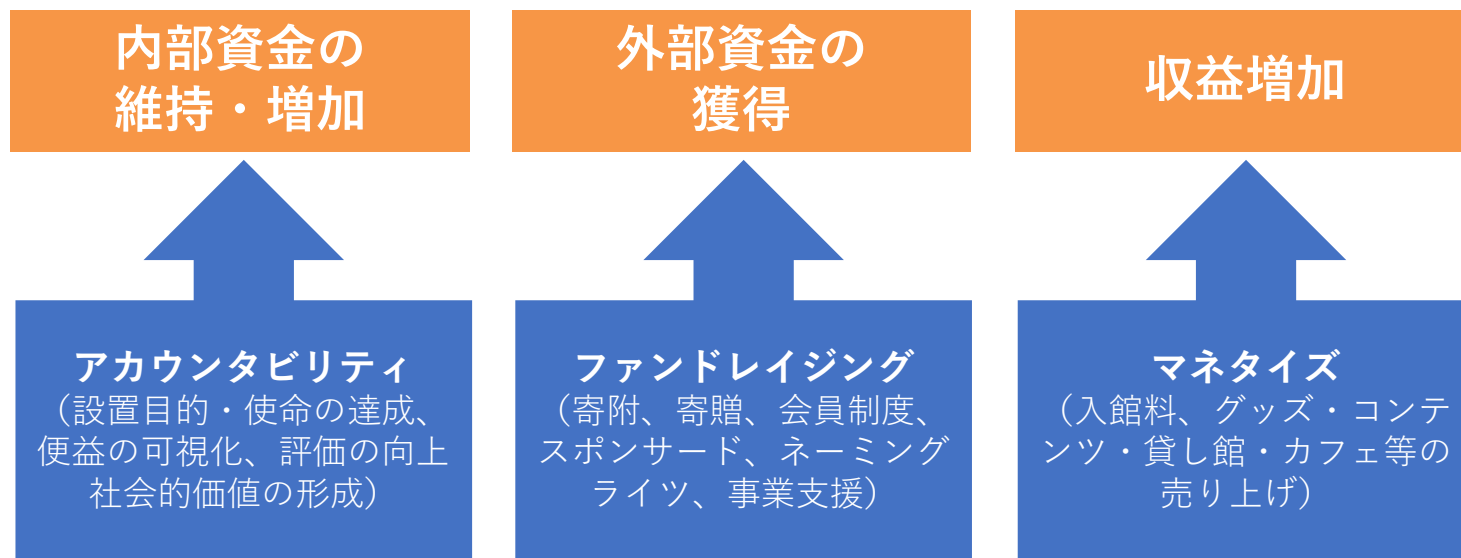 内部資金の
維持・増加
外部資金の
獲得
収益増加
アカウンタビリティ
（設置目的・使命の達成、
便益の可視化、評価の向上
社会的価値の形成）
ファンドレイジング
（寄附、寄贈、会員制度、
スポンサード、ネーミング
ライツ、事業支援）
マネタイズ
（入館料、グッズ・コンテ
ンツ・貸し館・カフェ等の
売り上げ）